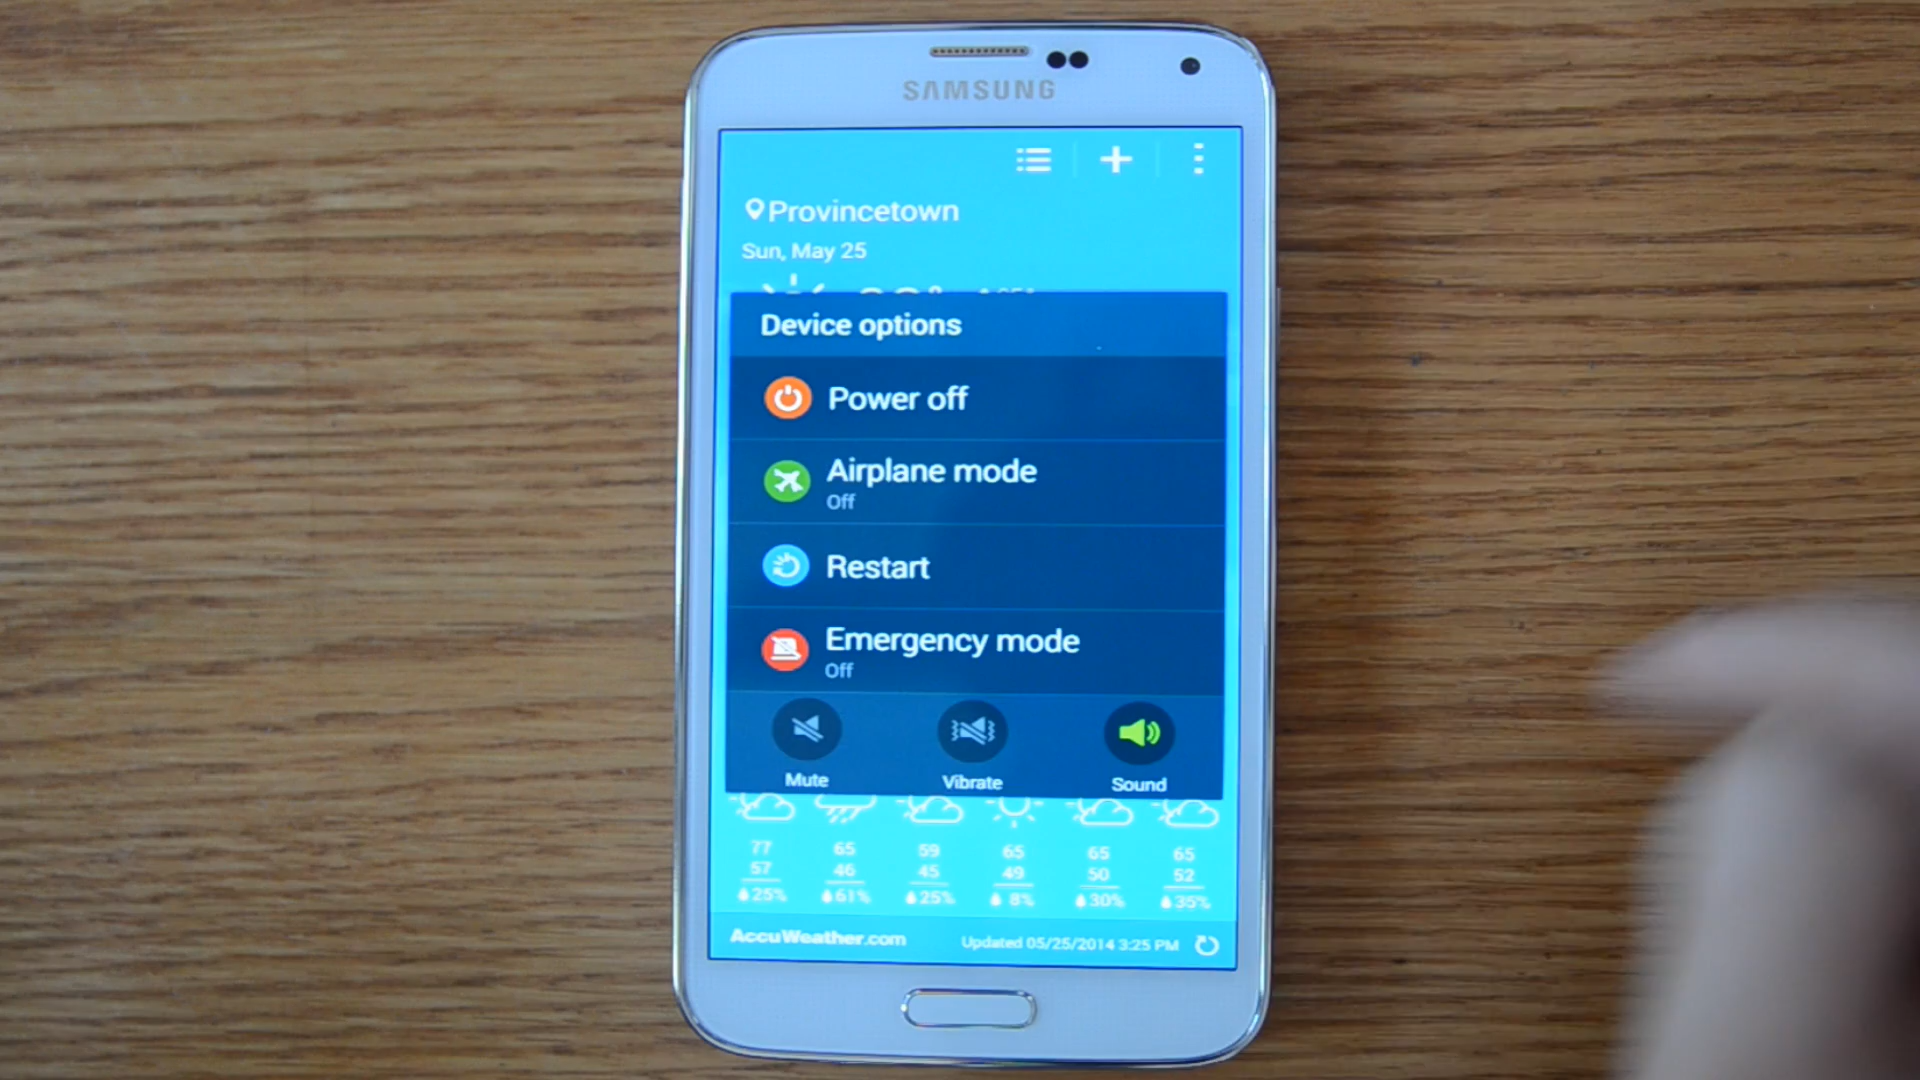 SAMSUNG
Provincetown
Sun, May 25
Device options
Power off
Airplane mode
Off
Restart
Emergency mode
Off
Mute Vibrate Sound
77 65 59 65 65 65
57 46 45 49 50 52
25% 61% 25% 8% 30% 35%
AccuWeather.com Updated 05/25/2014 3:25 PM